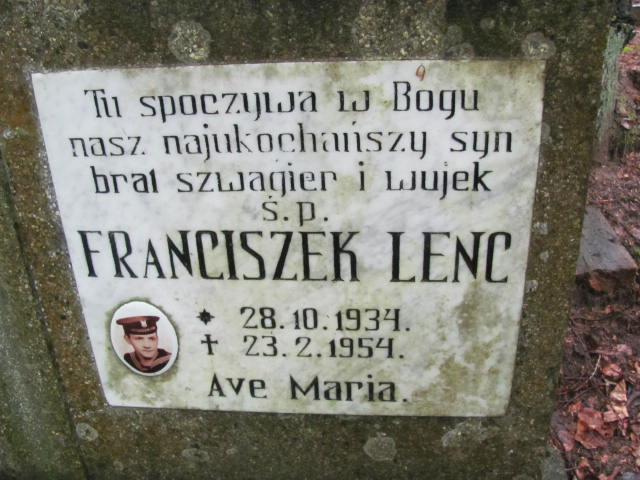 Tu spoczywa w Bogu
nasz najukochańszy syn
brat szwagier i wujek
ś.p.
FRANCISZEK LENC
* 28.10.1934.
† 23.2.1954.
Ave Maria.